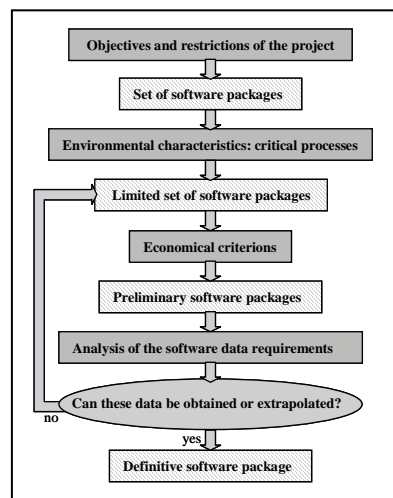 Objectives and restrictions of the project
Set of software packages
Environmental characteristics: critical processes
Limited set of software packages
Economical criterions
Preliminary software packages
Analysis of the software data requirements
Can these data be obtained or extrapolated?
no
yes
Definitive software package